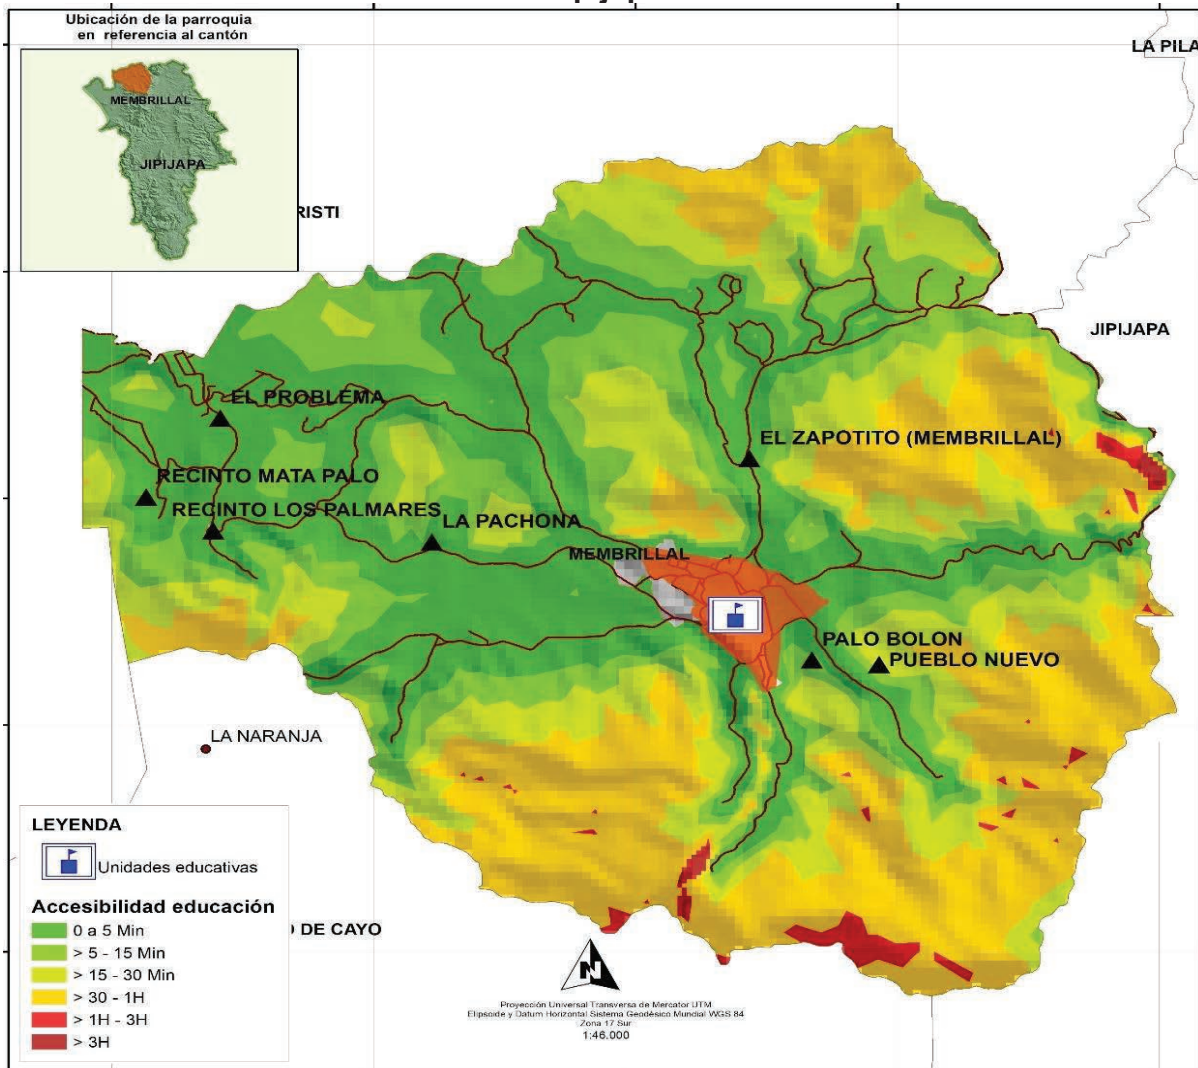 Ubicación de la parroquia
en referencia al cantón
MEMBRILLAL
JIPIJAPA
LA PILA
RISTI
JIPIJAPA
EL PROBLEMA
EL ZAPOTITO (MEMBRILLAL)
RECINTO MATA PALO
RECINTO LOS PALMARES
LA PACHONA
MEMBRILLAL
PALO BOLON
PUEBLO NUEVO
LA NARANJA
LEYENDA
Unidades educativas
Accesibilidad educación
0 a 5 Min
> 5 - 15 Min
> 15 - 30 Min
> 30 - 1H
> 1H - 3H
> 3H
O DE CAYO
N
Proyección Universal Transversa de Mercator UTM
Elipsoide y Datum Horizontal Sistema Geodésico Mundial WGS 84
Zona 17 Sur
1:46.000